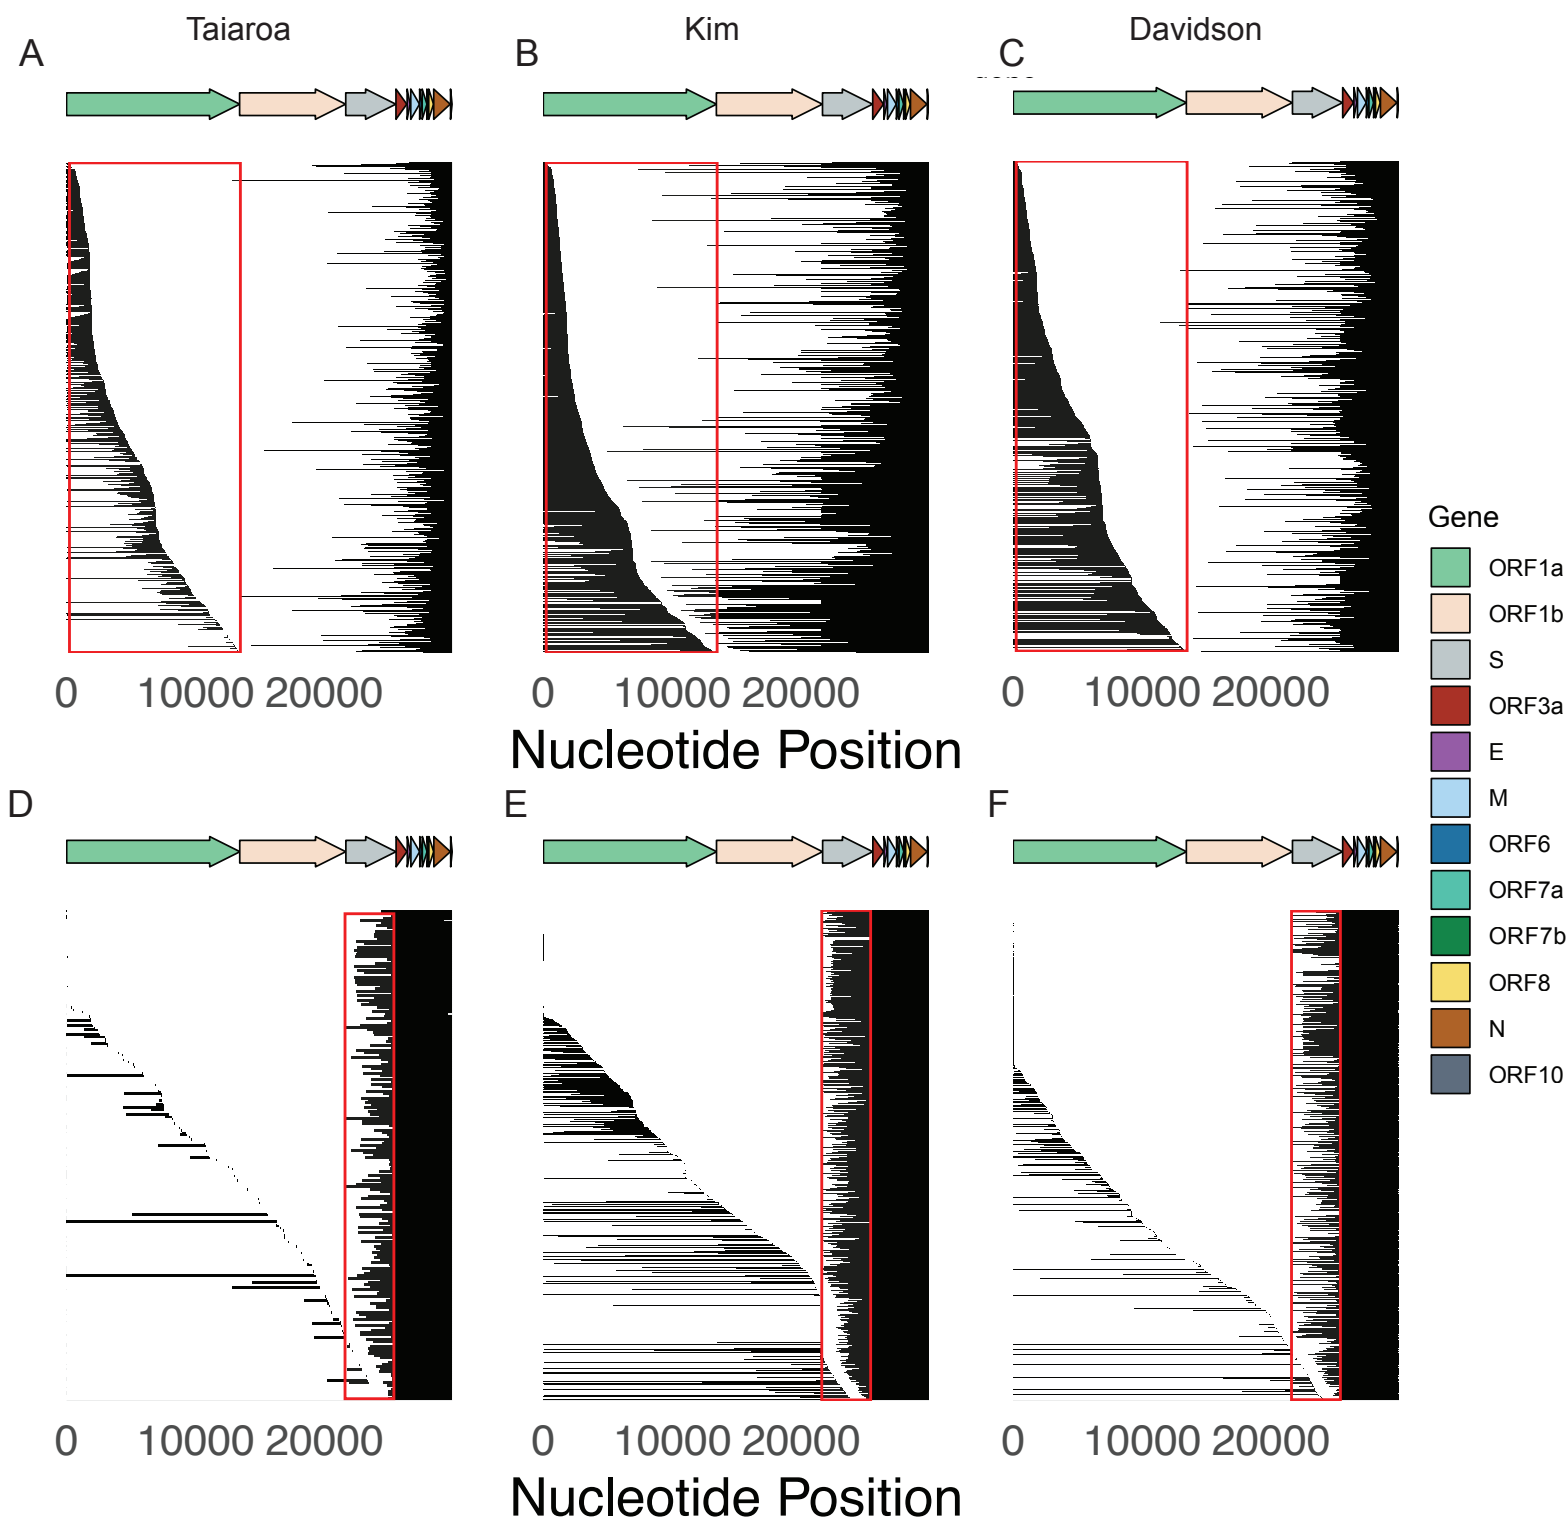 Taiaroa
Kim
Davidson
A
B
C
0 10000 20000
0 10000 20000
0 10000 20000
Nucleotide Position
Gene
ORF1a
ORF1b
S
ORF3a
E
M
ORF6
ORF7a
ORF7b
ORF8
N
ORF10
D
E
F
0 10000 20000
0 10000 20000
0 10000 20000
Nucleotide Position